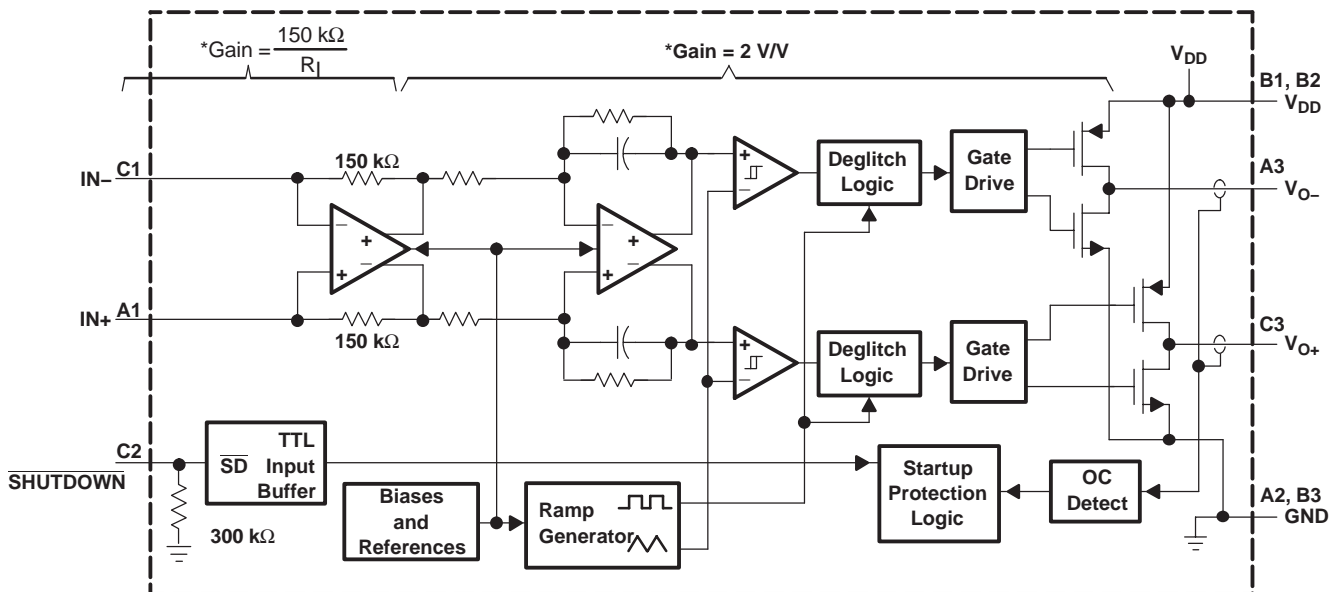 *Gain = 150 kΩ
R_I
*Gain = 2 V/V
V_DD
B1, B2
V_DD
150 kΩ
IN– C1
– +
+ –
– +
+ –
+
–
Deglitch
Logic
Gate
Drive
A3
V_O–
IN+ A1
150 kΩ
+
–
Deglitch
Logic
Gate
Drive
C3
V_O+
C2
SHUTDOWN
300 kΩ
SD
TTL
Input
Buffer
Biases
and
References
Ramp
Generator
Startup
Protection
Logic
OC
Detect
A2, B3
GND